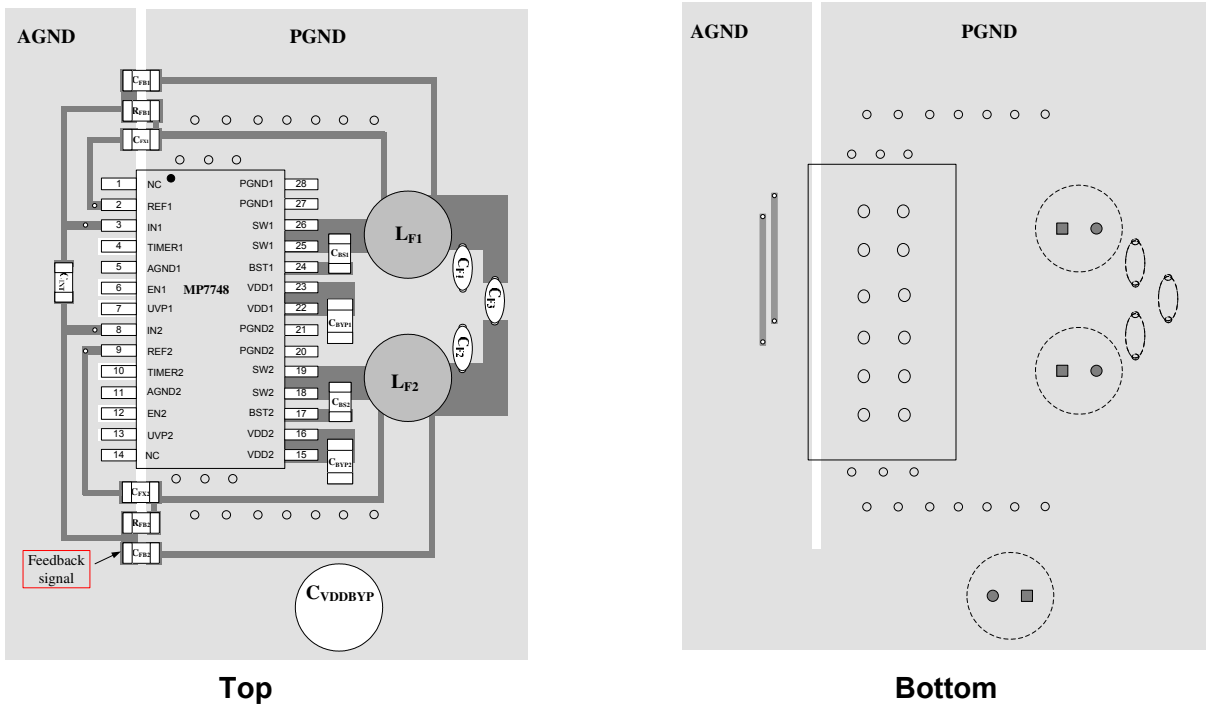 AGND
PGND
CFB1
RFB1
CFX1
1 NC PGND1 28
2 REF1 PGND1 27
3 IN1 SW1 26
4 TIMER1 SW1 25
5 AGND1 BST1 24
6 EN1 VDD1 23
7 UVP1 VDD1 22
8 IN2 PGND2 21
9 REF2 PGND2 20
10 TIMER2 SW2 19
11 AGND2 SW2 18
12 EN2 BST2 17
13 UVP2 VDD2 16
14 NC VDD2 15
MP7748
CINT
CBS1
CBYP1
CBS2
CBYP2
LF1
LF2
CF1
CF3
CF2
CFX2
RFB2
CFB2
Feedback
signal
CVDDBYP
Top
AGND
PGND
Bottom